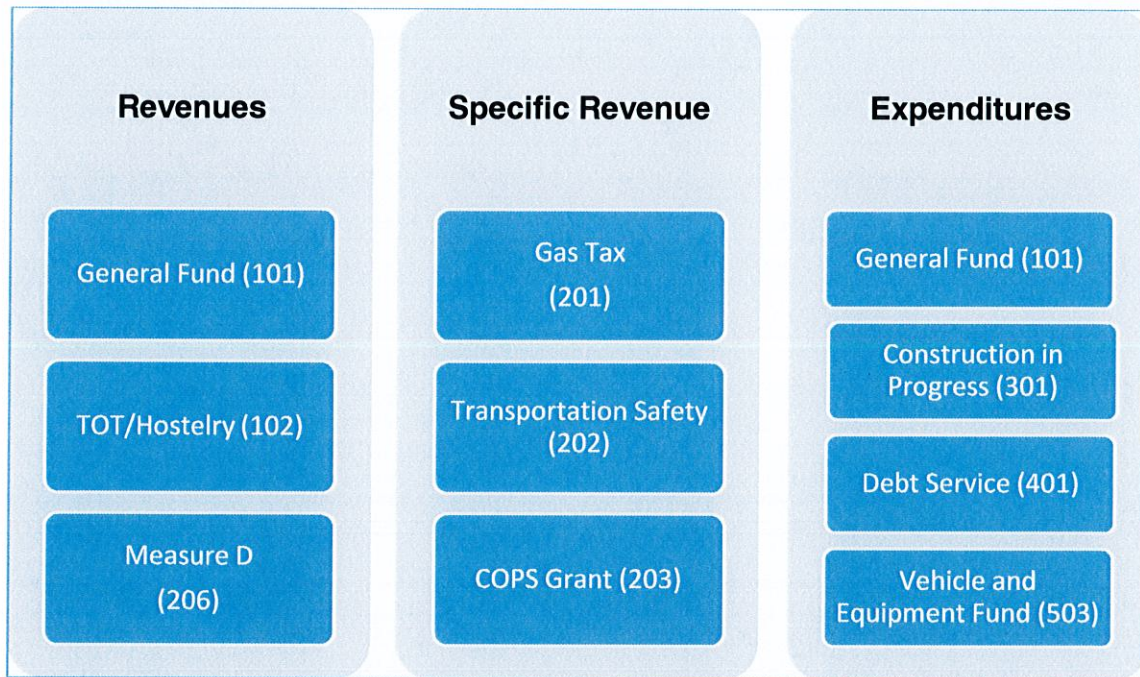 Revenues
General Fund (101)
TOT/Hostelry (102)
Measure D
(206)
Specific Revenue
Gas Tax
(201)
Transportation Safety
(202)
COPS Grant (203)
Expenditures
General Fund (101)
Construction in
Progress (301)
Debt Service (401)
Vehicle and
Equipment Fund (503)